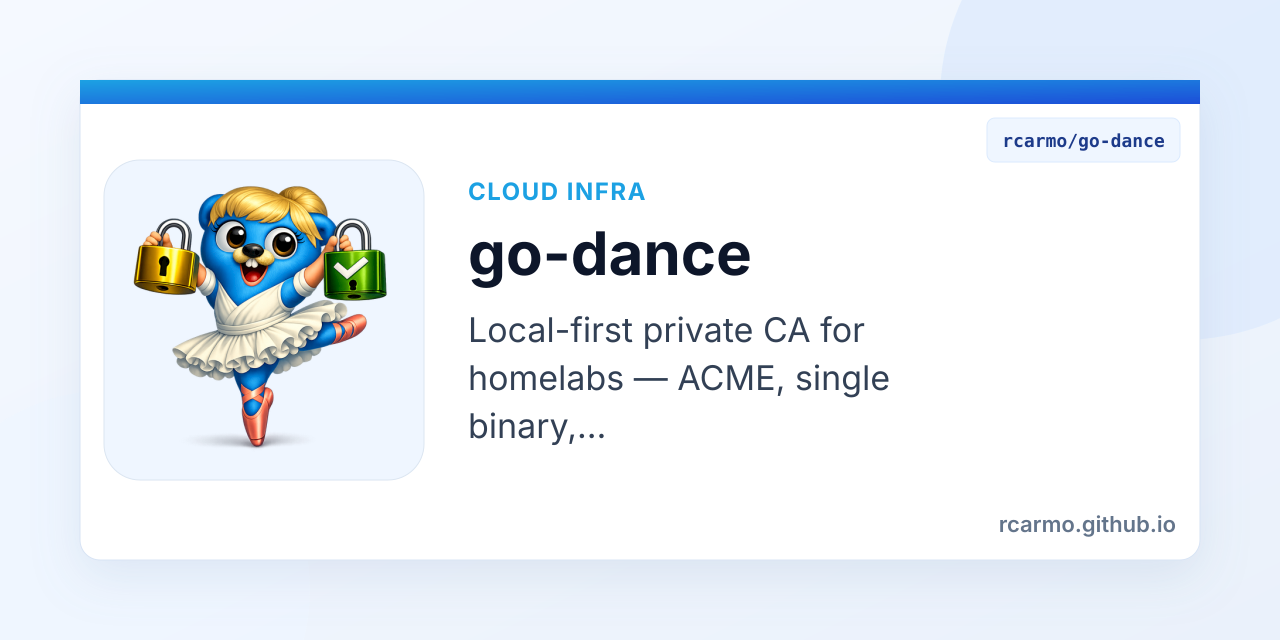 rcarmo/go-dance
CLOUD INFRA
go-dance
Local-first private CA for
homelabs — ACME, single
binary,...
rcarmo.github.io